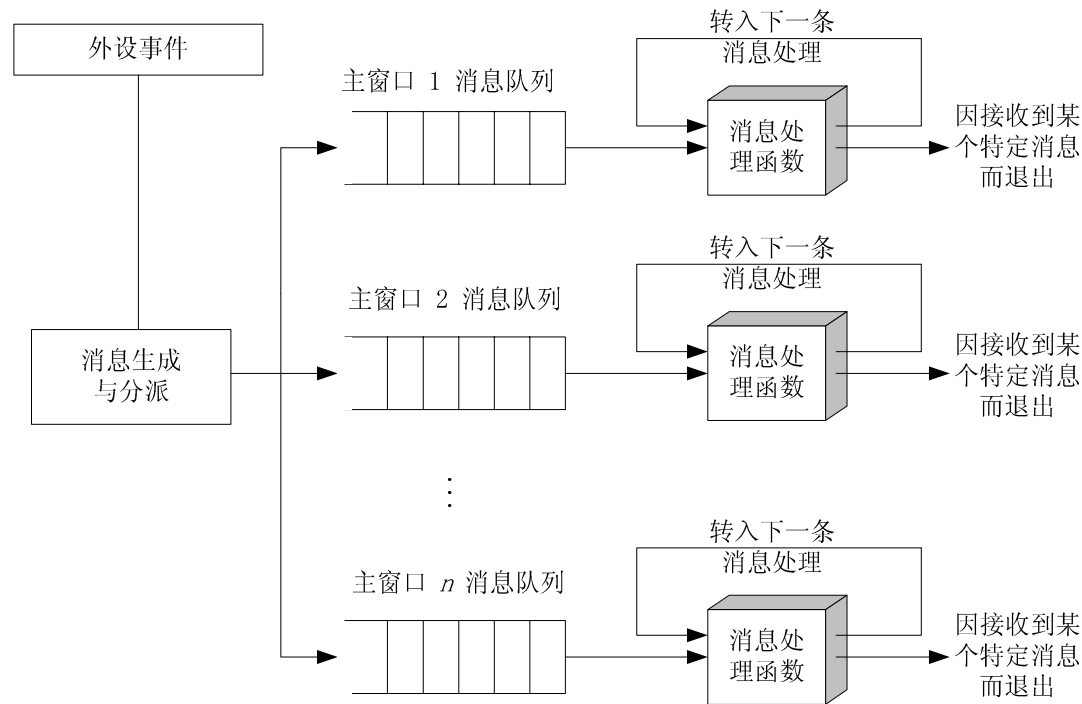 外设事件
消息生成
与分派
主窗口 1 消息队列
转入下一条
消息处理
消息处
理函数
因接收到某
个特定消息
而退出
主窗口 2 消息队列
转入下一条
消息处理
消息处
理函数
因接收到某
个特定消息
而退出
⋮
主窗口 n 消息队列
转入下一条
消息处理
消息处
理函数
因接收到某
个特定消息
而退出